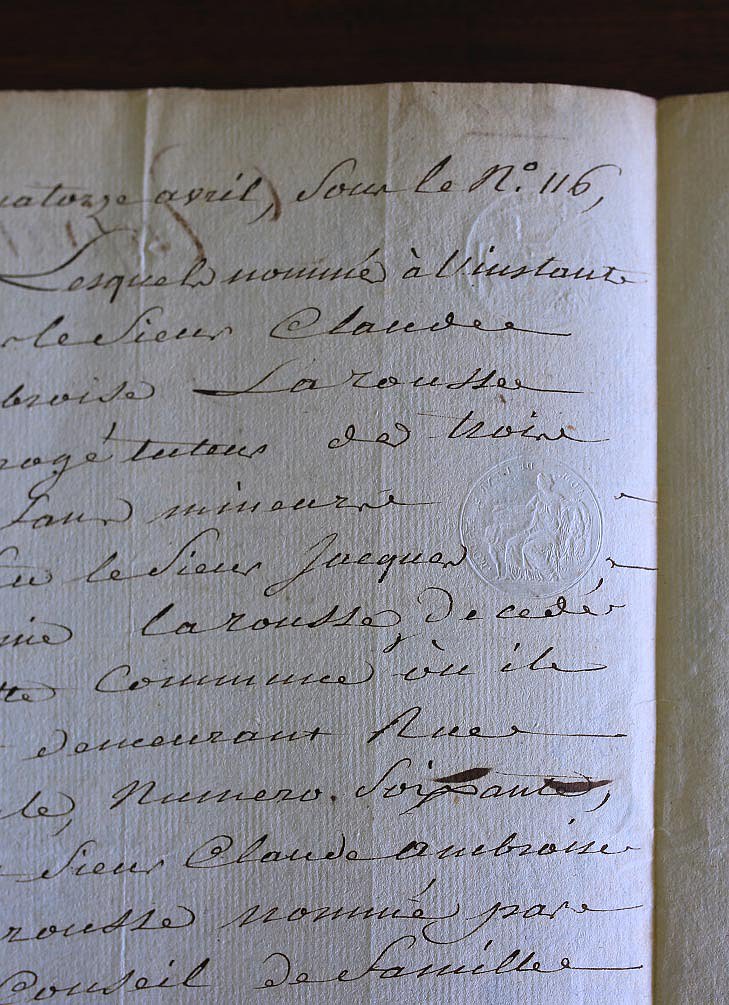 uatorze avril, Sous le N.° 116,
Lesquels nommé à l'instant
le Sieur Claude
broise Larousse
rogé tuteur de trois
fans mineurs
feu le Sieur Jacques
mie larousse, decedé
tte Commune où il
demeurant Rue
le, Numero. Soixante,
Sieur Claude ambroise
rousse nommé par
Conseil de famille